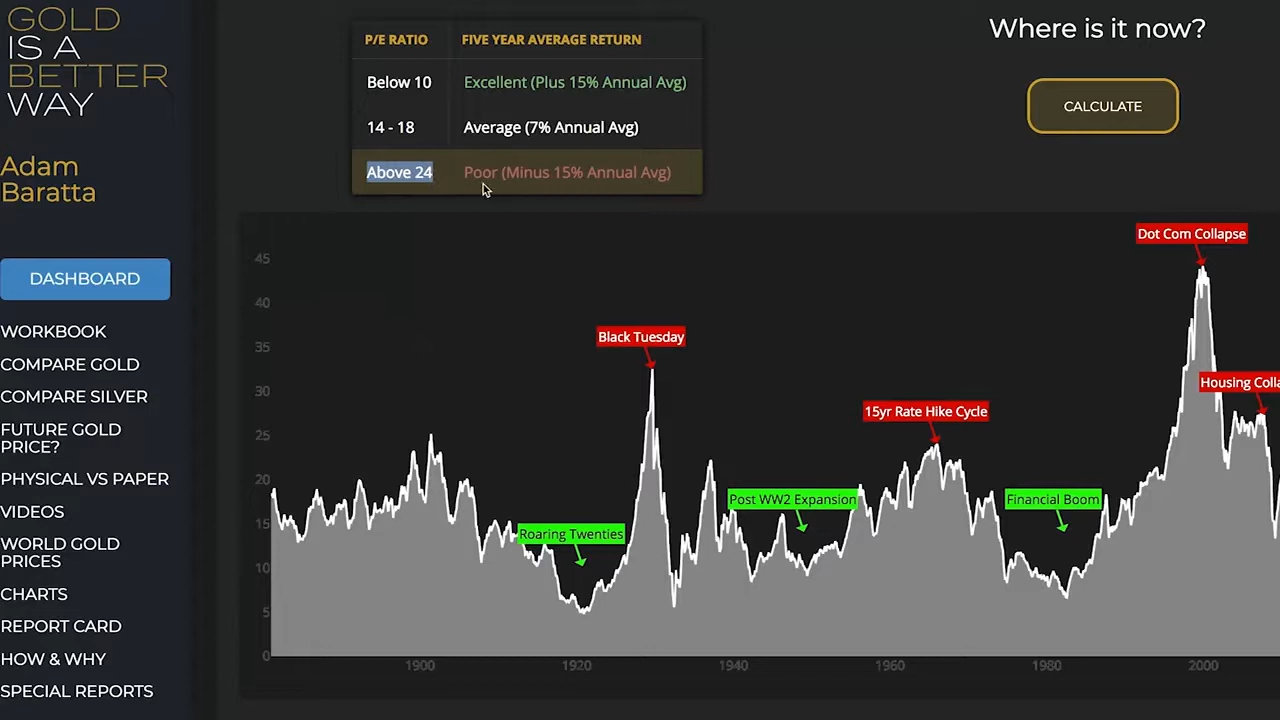 GOLD
IS A
BETTER
WAY
Adam
Baratta
DASHBOARD
WORKBOOK
COMPARE GOLD
COMPARE SILVER
FUTURE GOLD
PRICE?
PHYSICAL VS PAPER
VIDEOS
WORLD GOLD
PRICES
CHARTS
REPORT CARD
HOW & WHY
SPECIAL REPORTS
P/E RATIO FIVE YEAR AVERAGE RETURN
Below 10 Excellent (Plus 15% Annual Avg)
14 - 18 Average (7% Annual Avg)
Above 24 Poor (Minus 15% Annual Avg)
Where is it now?
CALCULATE
Dot Com Collapse
Black Tuesday
Housing Colla
15yr Rate Hike Cycle
Post WW2 Expansion
Financial Boom
Roaring Twenties
45
40
35
30
25
20
15
10
5
0
1900 1920 1940 1960 1980 2000